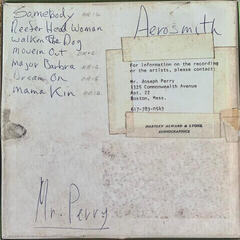 Somebody
Reefer Head Woman
Walkin The Dog
Movein Out
Major Barbra
Dream On
Mama Kin
Aerosmith
For information on the recording
or the artists, please contact:
Mr. Joseph Perry
1325 Commonwealth Avenue
Apt. 22
Boston, Mass.
617-783-0543
Mr. Perry